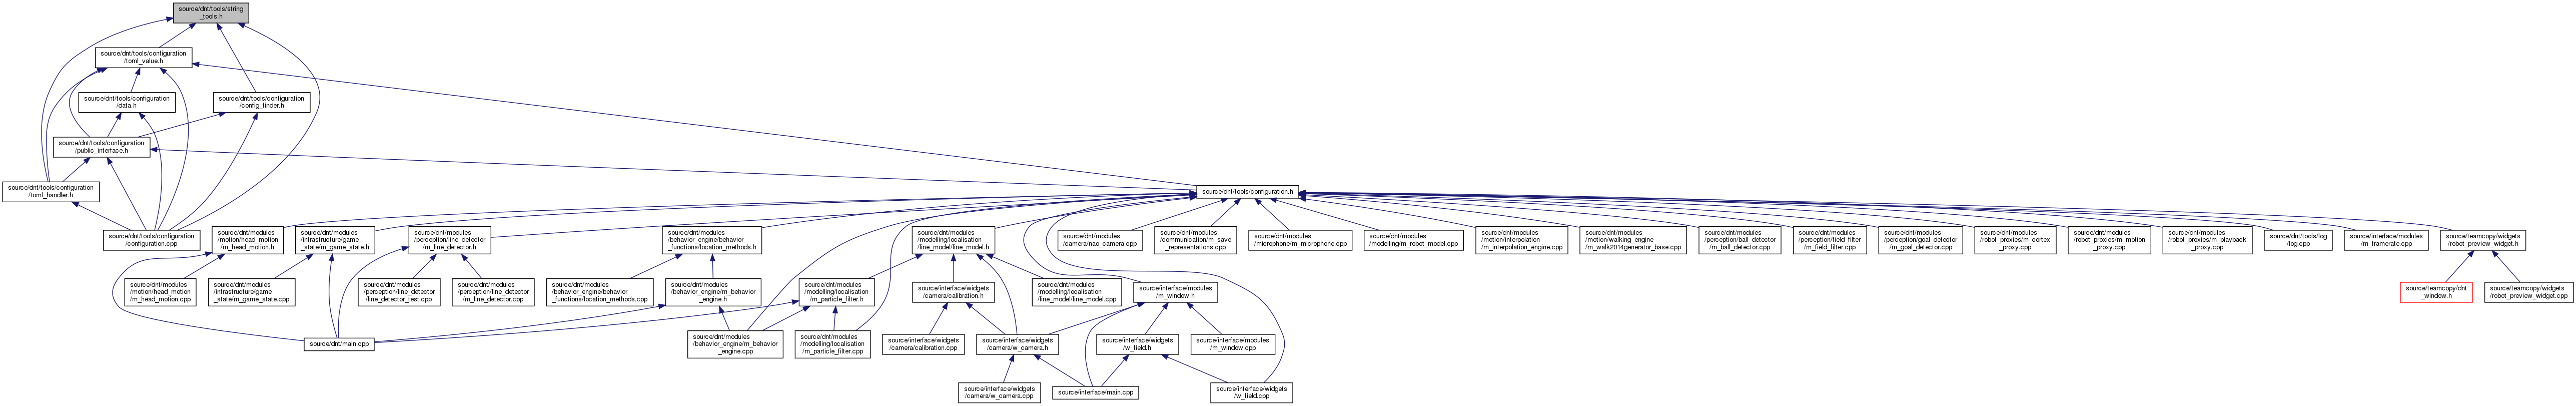 source/dnt/tools/string
_tools.h
source/dnt/tools/configuration
/toml_value.h
source/dnt/tools/configuration
/data.h
source/dnt/tools/configuration
/config_finder.h
source/dnt/tools/configuration
/public_interface.h
source/dnt/tools/configuration
/toml_handler.h
source/dnt/tools/configuration.h
source/dnt/tools/configuration
/configuration.cpp
source/dnt/modules
/motion/head_motion
/m_head_motion.h
source/dnt/modules
/infrastructure/game
_state/m_game_state.h
source/dnt/modules
/perception/line_detector
/m_line_detector.h
source/dnt/modules
/behavior_engine/behavior
_functions/location_methods.h
source/dnt/modules
/modelling/localisation
/line_model/line_model.h
source/dnt/modules
/camera/nao_camera.cpp
source/dnt/modules
/communication/m_save
_representations.cpp
source/dnt/modules
/microphone/m_microphone.cpp
source/dnt/modules
/modelling/m_robot_model.cpp
source/dnt/modules
/motion/interpolation
/m_interpolation_engine.cpp
source/dnt/modules
/motion/walking_engine
/m_walk2014generator_base.cpp
source/dnt/modules
/perception/ball_detector
/m_ball_detector.cpp
source/dnt/modules
/perception/field_filter
/m_field_filter.cpp
source/dnt/modules
/perception/goal_detector
/m_goal_detector.cpp
source/dnt/modules
/robot_proxies/m_cortex
_proxy.cpp
source/dnt/modules
/robot_proxies/m_motion
_proxy.cpp
source/dnt/modules
/robot_proxies/m_playback
_proxy.cpp
source/dnt/tools/log
/log.cpp
source/interface/modules
/m_framerate.cpp
source/teamcopy/widgets
/robot_preview_widget.h
source/dnt/modules
/motion/head_motion
/m_head_motion.cpp
source/dnt/modules
/infrastructure/game
_state/m_game_state.cpp
source/dnt/modules
/perception/line_detector
/line_detector_test.cpp
source/dnt/modules
/perception/line_detector
/m_line_detector.cpp
source/dnt/modules
/behavior_engine/behavior
_functions/location_methods.cpp
source/dnt/modules
/behavior_engine/m_behavior
_engine.h
source/dnt/modules
/modelling/localisation
/m_particle_filter.h
source/interface/widgets
/camera/calibration.h
source/dnt/modules
/modelling/localisation
/line_model/line_model.cpp
source/interface/modules
/m_window.h
source/teamcopy/dnt
_window.h
source/teamcopy/widgets
/robot_preview_widget.cpp
source/dnt/main.cpp
source/dnt/modules
/behavior_engine/m_behavior
_engine.cpp
source/dnt/modules
/modelling/localisation
/m_particle_filter.cpp
source/interface/widgets
/camera/calibration.cpp
source/interface/widgets
/camera/w_camera.h
source/interface/widgets
/w_field.h
source/interface/modules
/m_window.cpp
source/interface/widgets
/camera/w_camera.cpp
source/interface/main.cpp
source/interface/widgets
/w_field.cpp